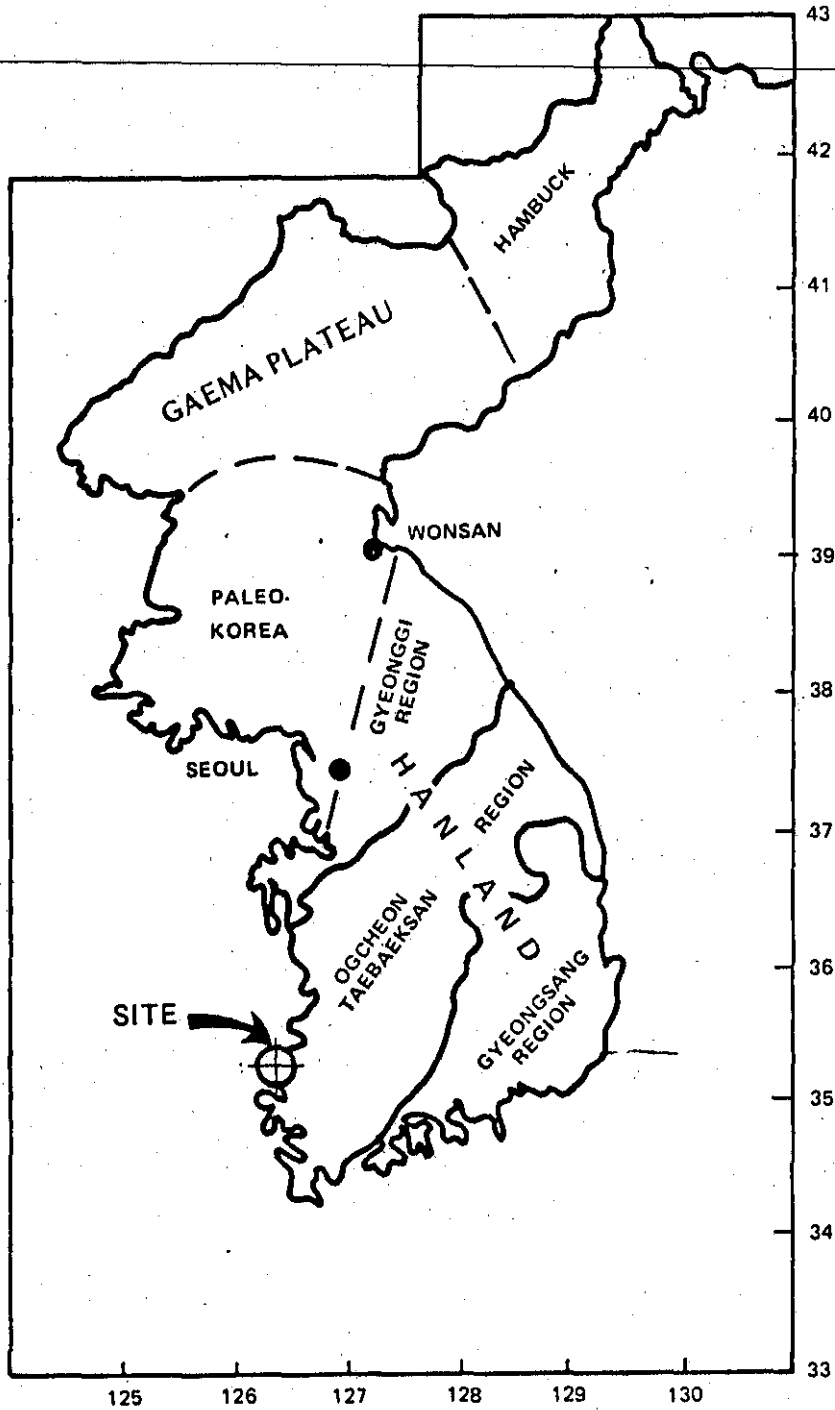 43
42
41
40
39
38
37
36
35
34
33
HAMBUCK
GAEMA PLATEAU
WONSAN
PALEO-
KOREA
GYEONGGI
REGION
SEOUL
HANLAND
REGION
OGCHEON
TAEBAEKSAN
GYEONGSANG
REGION
SITE
125 126 127 128 129 130